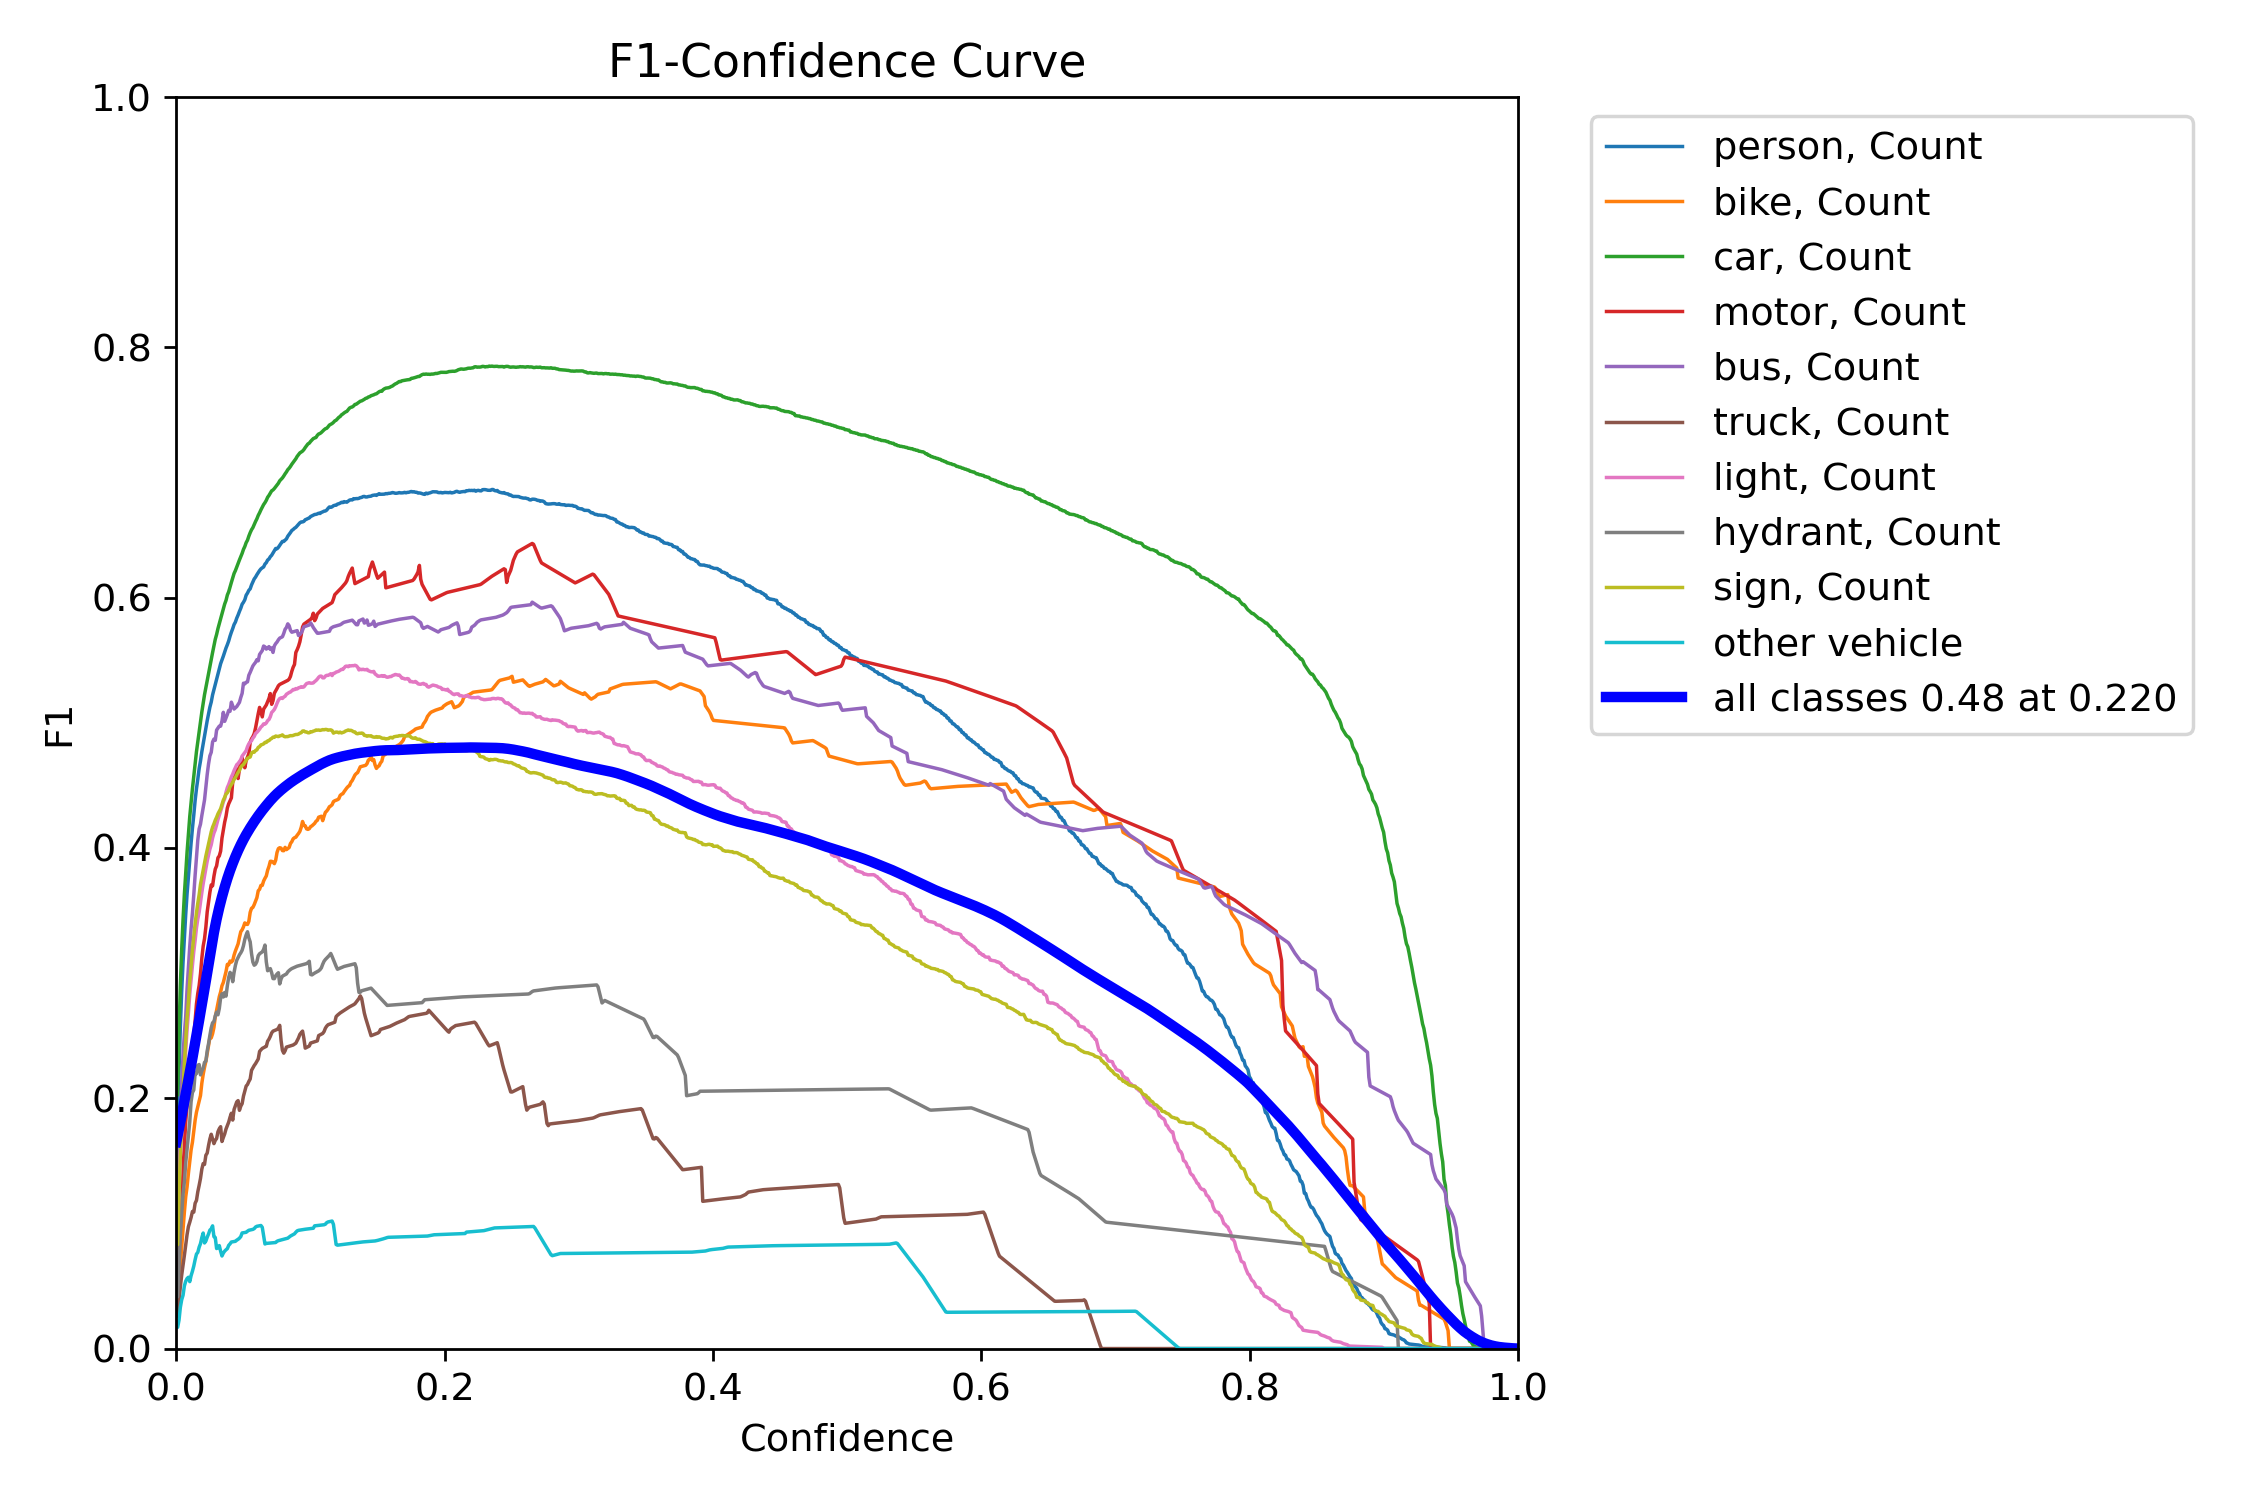 F1-Confidence Curve
1.0
0.8
0.6
0.4
0.2
0.0
F1
0.0 0.2 0.4 0.6 0.8 1.0
Confidence
person, Count
bike, Count
car, Count
motor, Count
bus, Count
truck, Count
light, Count
hydrant, Count
sign, Count
other vehicle
all classes 0.48 at 0.220